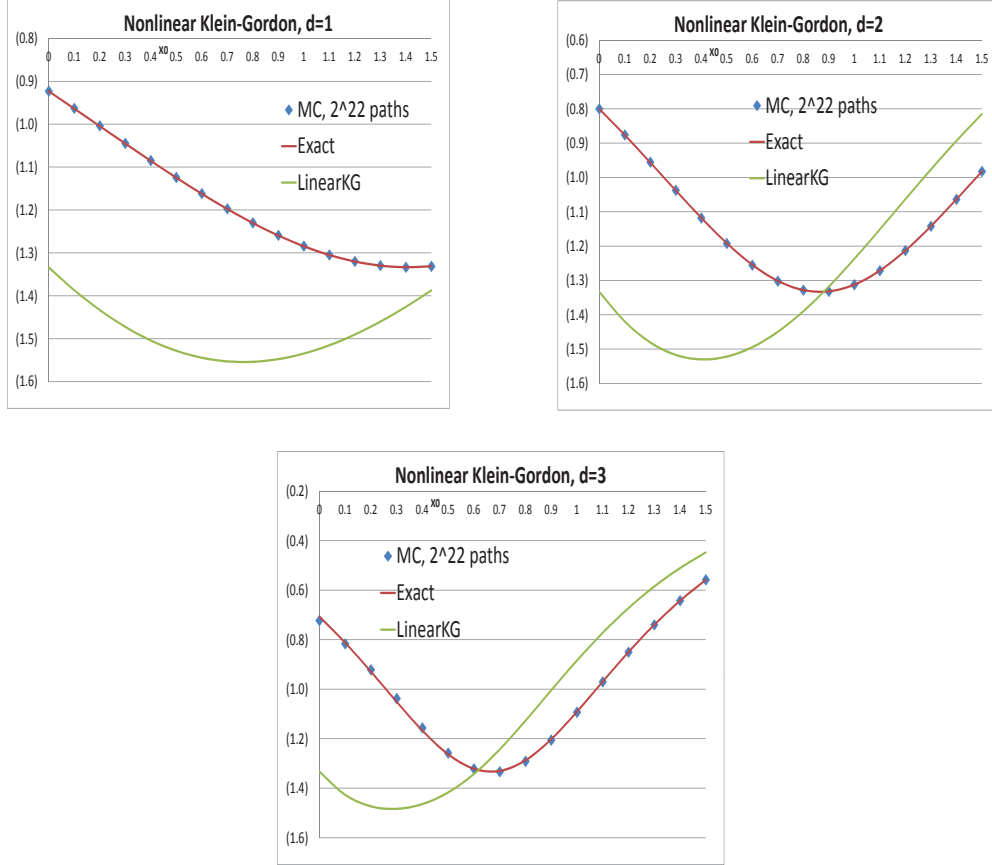 Nonlinear Klein-Gordon, d=1
(0.8)
0 0.1 0.2 0.3 0.4 X0 0.5 0.6 0.7 0.8 0.9 1 1.1 1.2 1.3 1.4 1.5
(0.9)
(1.0)
(1.1)
(1.2)
(1.3)
(1.4)
(1.5)
(1.6)
MC, 2^22 paths
Exact
LinearKG
Nonlinear Klein-Gordon, d=2
(0.6)
0 0.1 0.2 0.3 0.4 X0 0.5 0.6 0.7 0.8 0.9 1 1.1 1.2 1.3 1.4 1.5
(0.7)
(0.8)
(0.9)
(1.0)
(1.1)
(1.2)
(1.3)
(1.4)
(1.5)
(1.6)
MC, 2^22 paths
Exact
LinearKG
Nonlinear Klein-Gordon, d=3
(0.2)
0 0.1 0.2 0.3 0.4 X0 0.5 0.6 0.7 0.8 0.9 1 1.1 1.2 1.3 1.4 1.5
(0.4)
(0.6)
(0.8)
(1.0)
(1.2)
(1.4)
(1.6)
MC, 2^22 paths
Exact
LinearKG